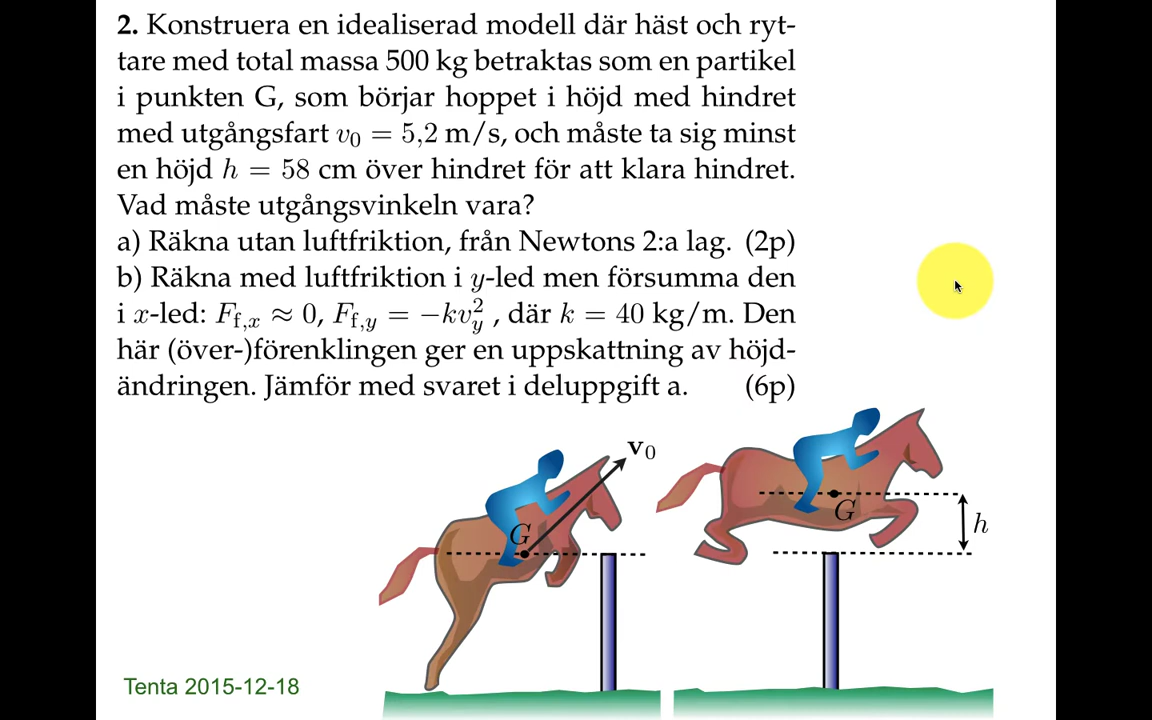 2. Konstruera en idealiserad modell där häst och ryt-
tare med total massa 500 kg betraktas som en partikel
i punkten G, som börjar hoppet i höjd med hindret
med utgångsfart v₀ = 5,2 m/s, och måste ta sig minst
en höjd h = 58 cm över hindret för att klara hindret.
Vad måste utgångsvinkeln vara?
a) Räkna utan luftfriktion, från Newtons 2:a lag. (2p)
b) Räkna med luftfriktion i y-led men försumma den
i x-led: F_f,x ≈ 0, F_f,y = −kv_y², där k = 40 kg/m. Den
här (över-)förenklingen ger en uppskattning av höjd-
ändringen. Jämför med svaret i deluppgift a. (6p)
v₀
G
G
h
Tenta 2015-12-18